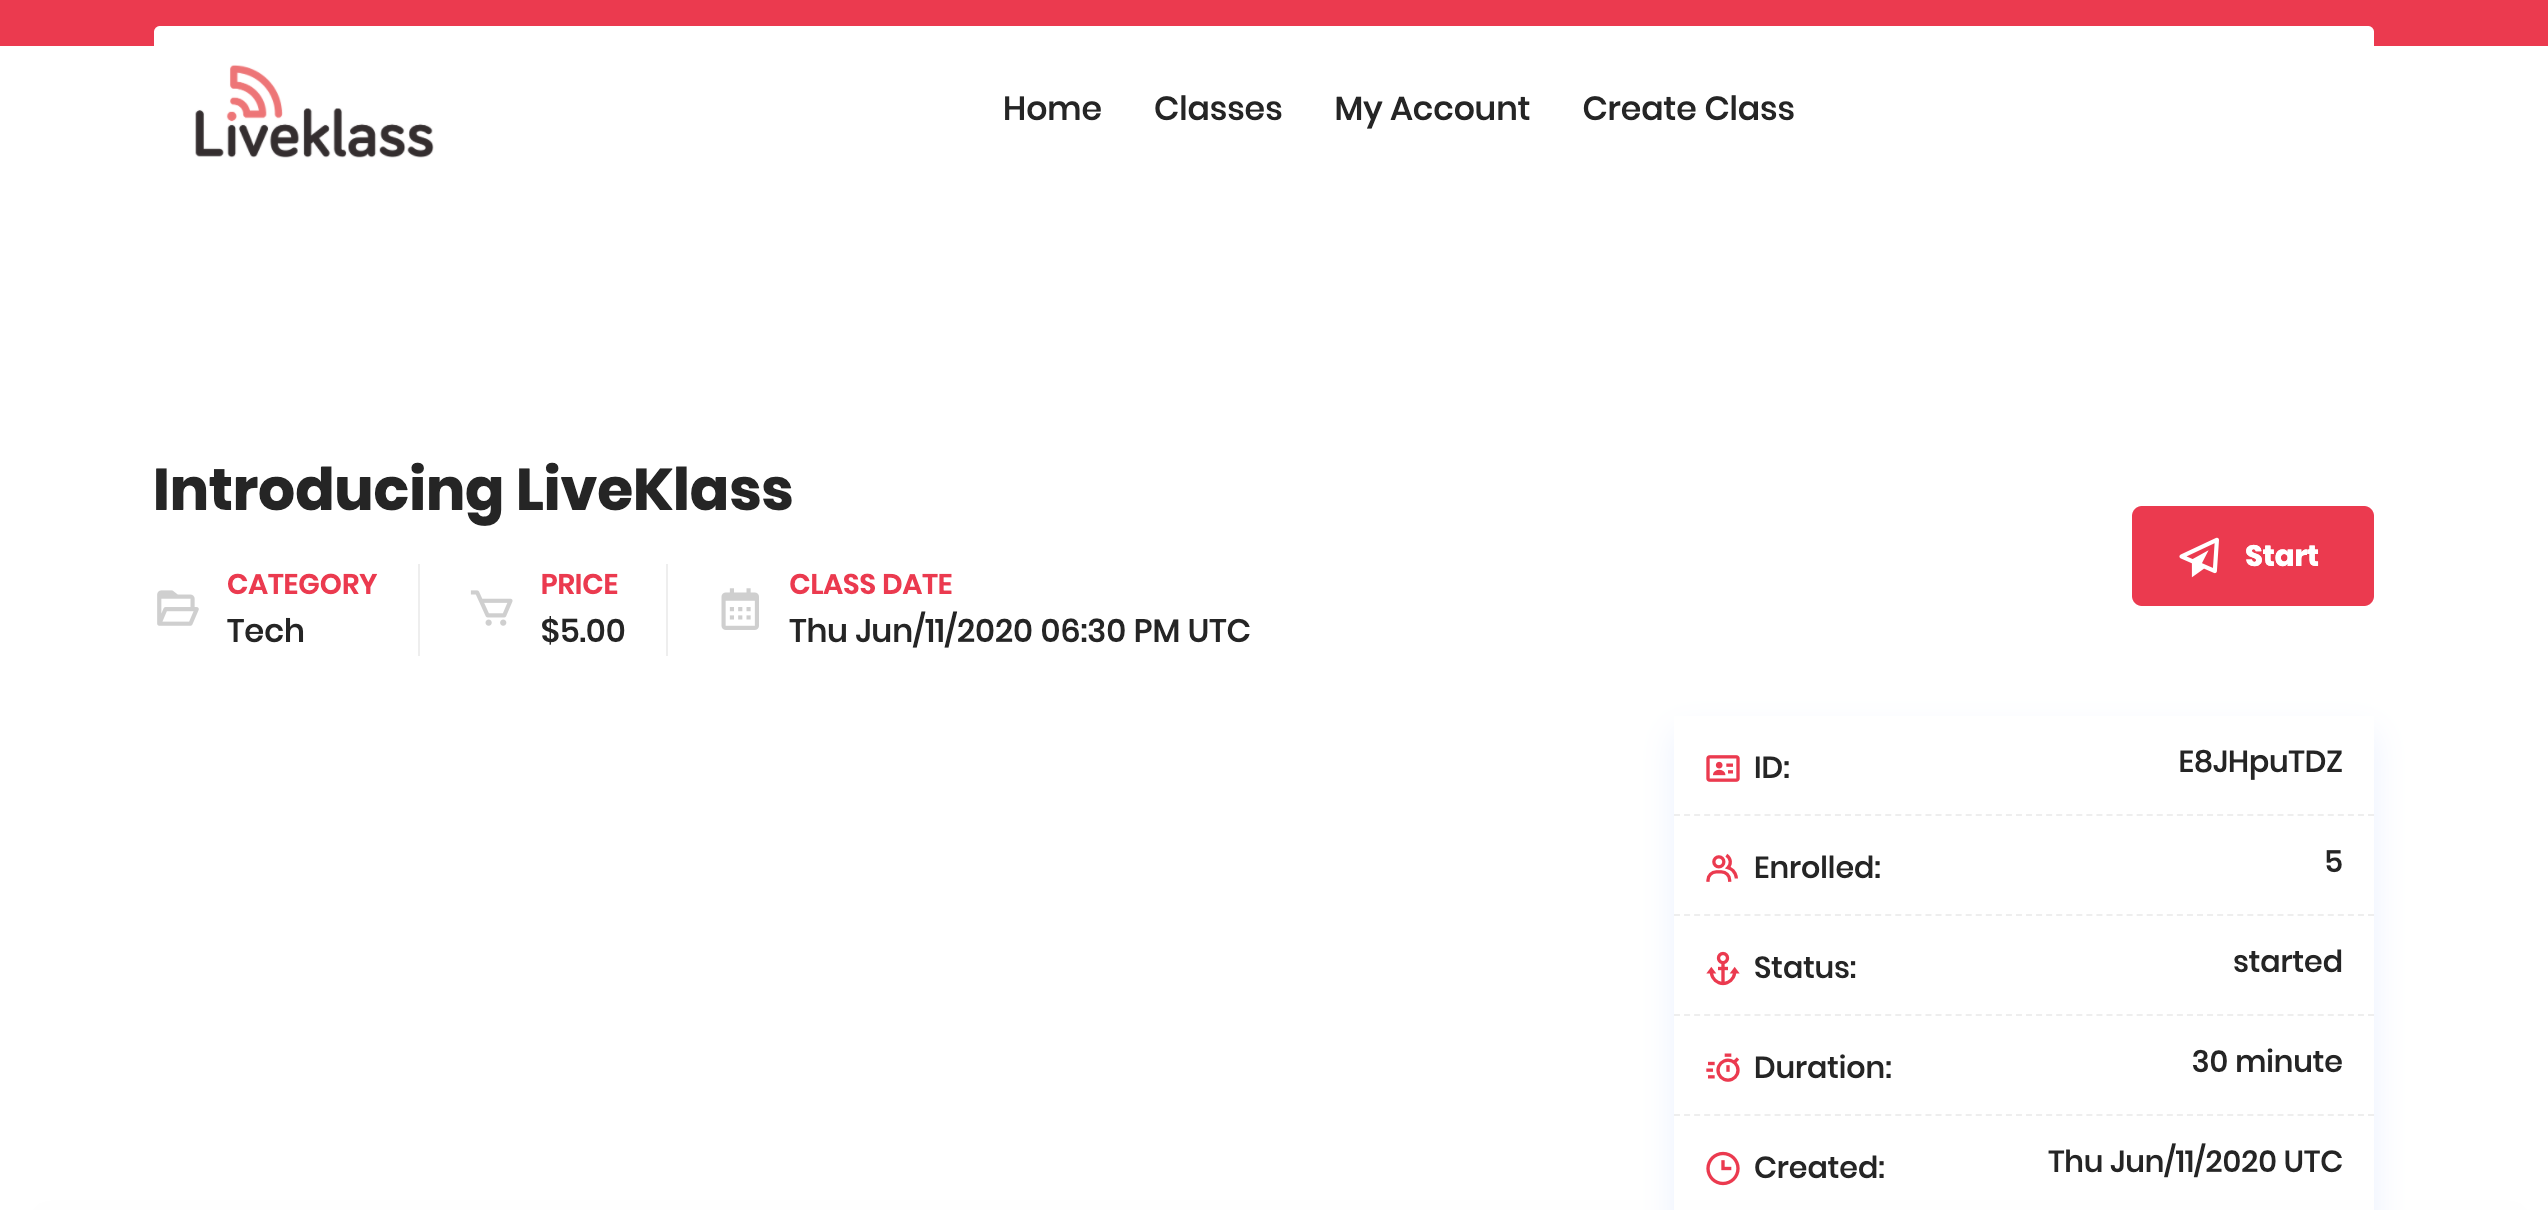 Liveklass
Home Classes My Account Create Class
Introducing LiveKlass
CATEGORY PRICE CLASS DATE
Tech $5.00 Thu Jun/11/2020 06:30 PM UTC
Start
ID: E8JHpuTDZ
Enrolled: 5
Status: started
Duration: 30 minute
Created: Thu Jun/11/2020 UTC